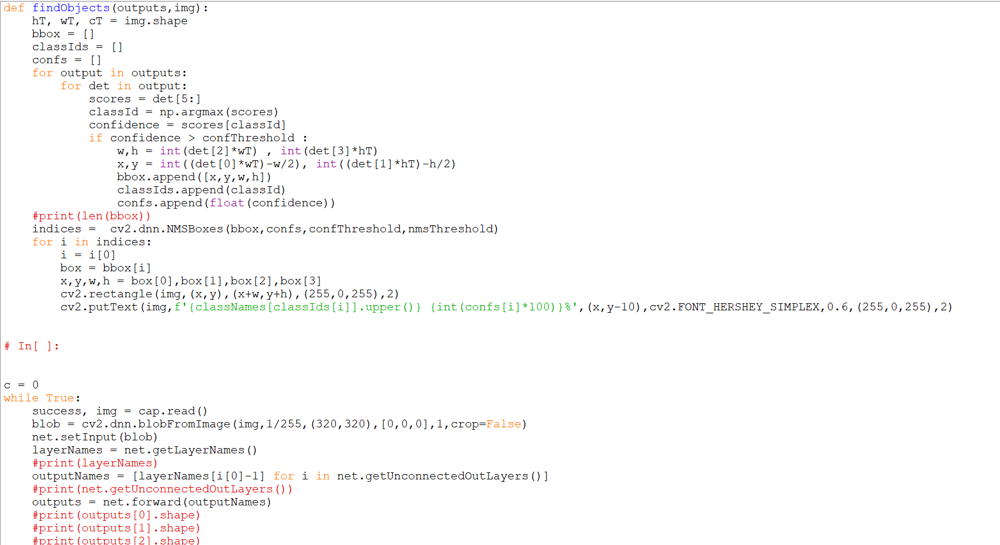 def findObjects(outputs,img):
    hT, wT, cT = img.shape
    bbox = []
    classIds = []
    confs = []
    for output in outputs:
        for det in output:
            scores = det[5:]
            classId = np.argmax(scores)
            confidence = scores[classId]
            if confidence > confThreshold :
                w,h = int(det[2]*wT) , int(det[3]*hT)
                x,y = int((det[0]*wT)-w/2), int((det[1]*hT)-h/2)
                bbox.append([x,y,w,h])
                classIds.append(classId)
                confs.append(float(confidence))
    #print(len(bbox))
    indices =  cv2.dnn.NMSBoxes(bbox,confs,confThreshold,nmsThreshold)
    for i in indices:
        i = i[0]
        box = bbox[i]
        x,y,w,h = box[0],box[1],box[2],box[3]
        cv2.rectangle(img,(x,y),(x+w,y+h),(255,0,255),2)
        cv2.putText(img,f'{classNames[classIds[i]].upper()} {int(confs[i]*100)}%',(x,y-10),cv2.FONT_HERSHEY_SIMPLEX,0.6,(255,0,255),2)
# In[ ]:
c = 0
while True:
    success, img = cap.read()
    blob = cv2.dnn.blobFromImage(img,1/255,(320,320),[0,0,0],1,crop=False)
    net.setInput(blob)
    layerNames = net.getLayerNames()
    #print(layerNames)
    outputNames = [layerNames[i[0]-1] for i in net.getUnconnectedOutLayers()]
    #print(net.getUnconnectedOutLayers())
    outputs = net.forward(outputNames)
    #print(outputs[0].shape)
    #print(outputs[1].shape)
    #print(outputs[2].shape)